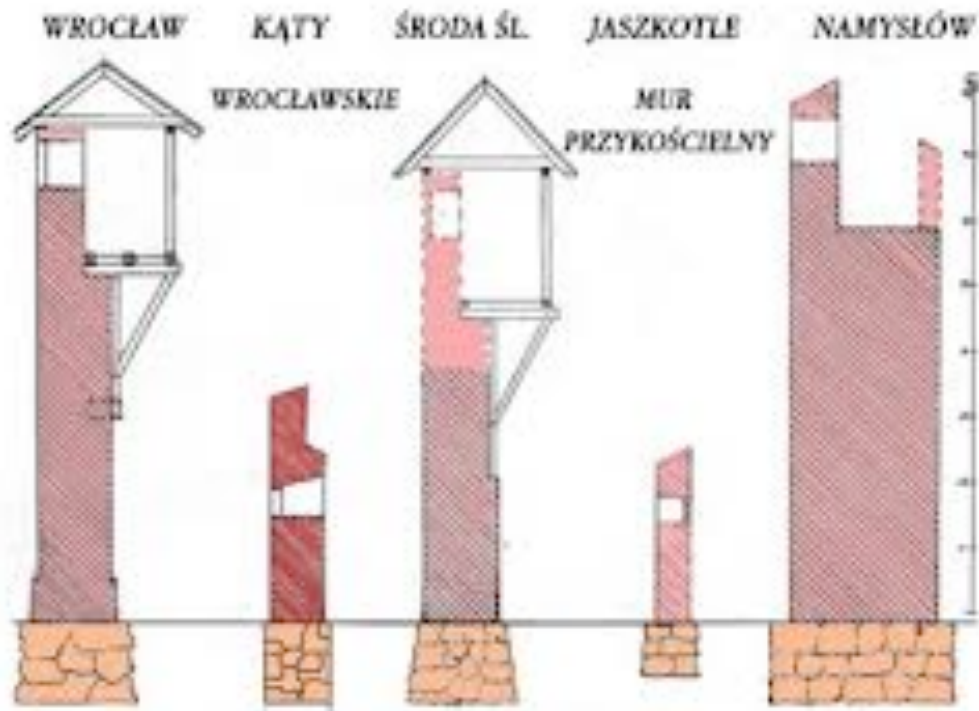 WROCŁAW
KĄTY
WROCŁAWSKIE
ŚRODA ŚL.
JASZKOTLE
MUR
PRZYKOŚCIELNY
NAMYSŁÓW